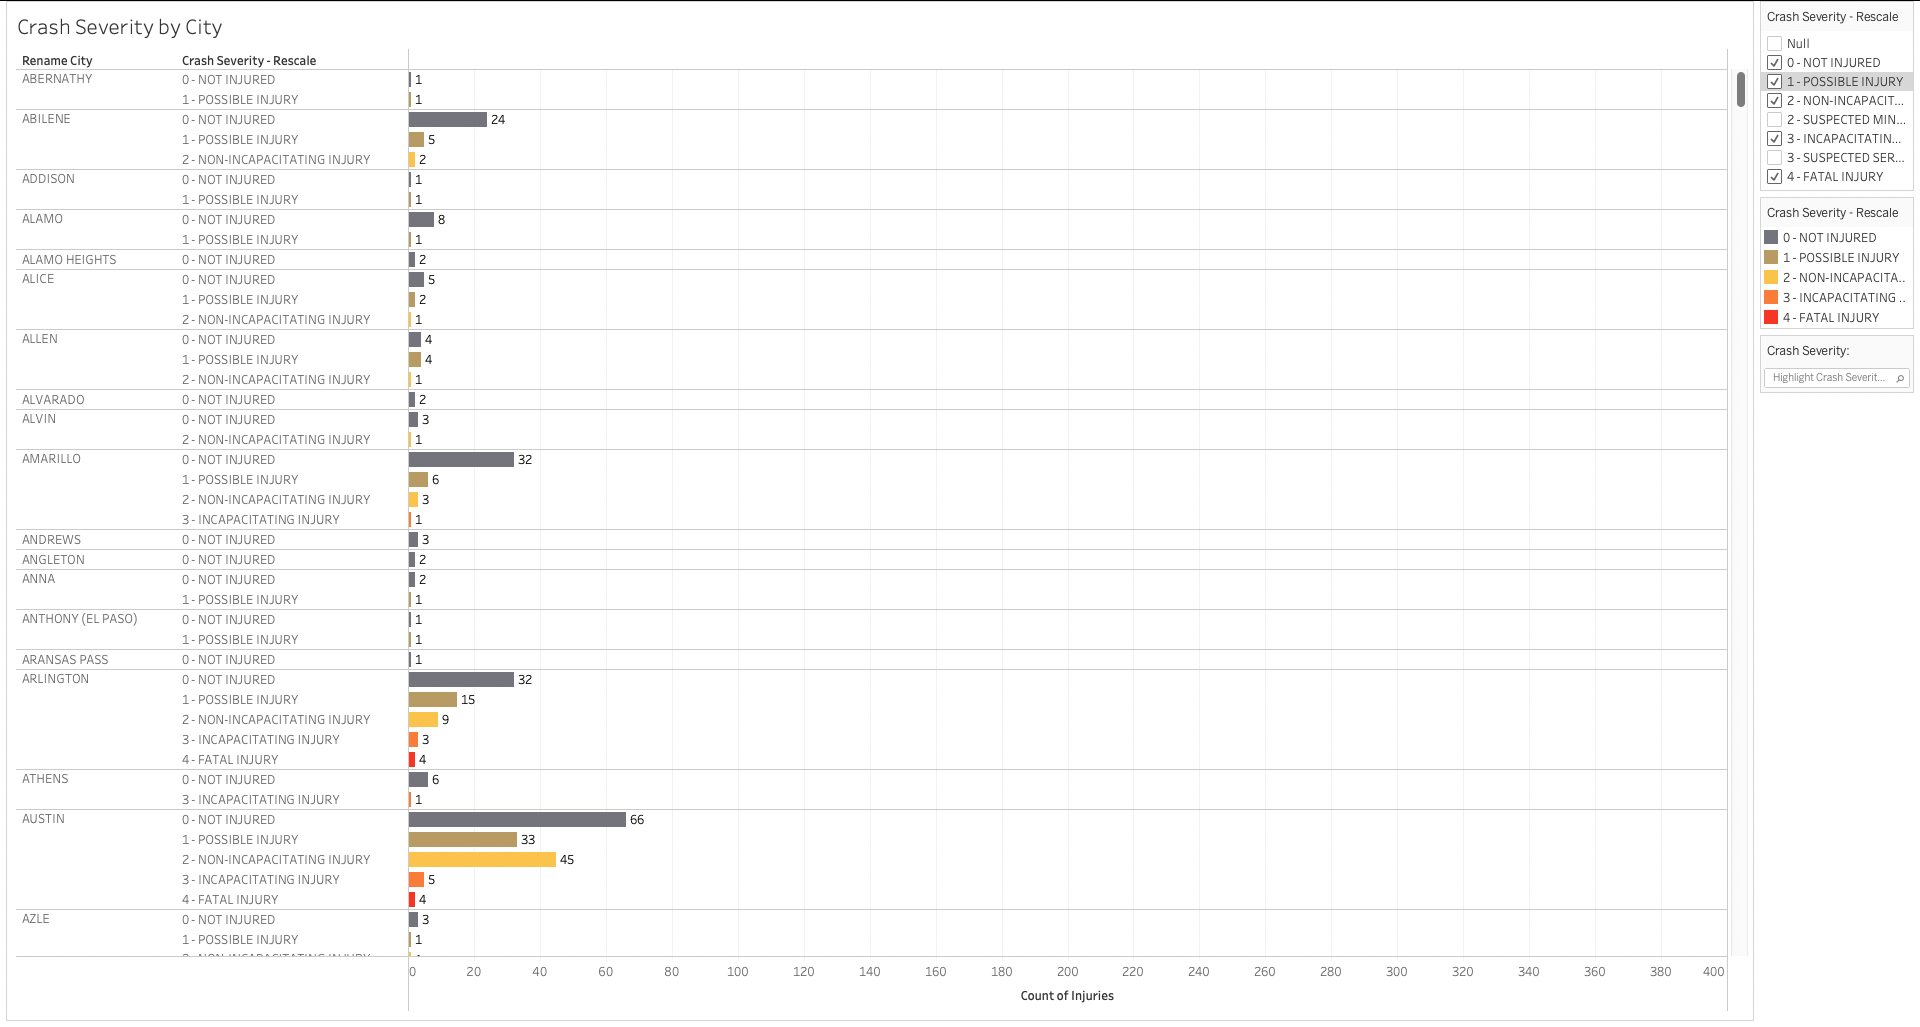 Crash Severity by City
Rename City Crash Severity - Rescale
ABERNATHY 0 - NOT INJURED 1
1 - POSSIBLE INJURY 1
ABILENE 0 - NOT INJURED 24
1 - POSSIBLE INJURY 5
2 - NON-INCAPACITATING INJURY 2
ADDISON 0 - NOT INJURED 1
1 - POSSIBLE INJURY 1
ALAMO 0 - NOT INJURED 8
1 - POSSIBLE INJURY 1
ALAMO HEIGHTS 0 - NOT INJURED 2
ALICE 0 - NOT INJURED 5
1 - POSSIBLE INJURY 2
2 - NON-INCAPACITATING INJURY 1
ALLEN 0 - NOT INJURED 4
1 - POSSIBLE INJURY 4
2 - NON-INCAPACITATING INJURY 1
ALVARADO 0 - NOT INJURED 2
ALVIN 0 - NOT INJURED 3
2 - NON-INCAPACITATING INJURY 1
AMARILLO 0 - NOT INJURED 32
1 - POSSIBLE INJURY 6
2 - NON-INCAPACITATING INJURY 3
3 - INCAPACITATING INJURY 1
ANDREWS 0 - NOT INJURED 3
ANGLETON 0 - NOT INJURED 2
ANNA 0 - NOT INJURED 2
1 - POSSIBLE INJURY 1
ANTHONY (EL PASO) 0 - NOT INJURED 1
1 - POSSIBLE INJURY 1
ARANSAS PASS 0 - NOT INJURED 1
ARLINGTON 0 - NOT INJURED 32
1 - POSSIBLE INJURY 15
2 - NON-INCAPACITATING INJURY 9
3 - INCAPACITATING INJURY 3
4 - FATAL INJURY 4
ATHENS 0 - NOT INJURED 6
3 - INCAPACITATING INJURY 1
AUSTIN 0 - NOT INJURED 66
1 - POSSIBLE INJURY 33
2 - NON-INCAPACITATING INJURY 45
3 - INCAPACITATING INJURY 5
4 - FATAL INJURY 4
AZLE 0 - NOT INJURED 3
1 - POSSIBLE INJURY 1
0 20 40 60 80 100 120 140 160 180 200 220 240 260 280 300 320 340 360 380 400
Count of Injuries
Crash Severity - Rescale
Null
0 - NOT INJURED
1 - POSSIBLE INJURY
2 - NON-INCAPACIT...
2 - SUSPECTED MIN...
3 - INCAPACITATIN...
3 - SUSPECTED SER...
4 - FATAL INJURY
Crash Severity - Rescale
0 - NOT INJURED
1 - POSSIBLE INJURY
2 - NON-INCAPACITA..
3 - INCAPACITATING ..
4 - FATAL INJURY
Crash Severity:
Highlight Crash Severit...